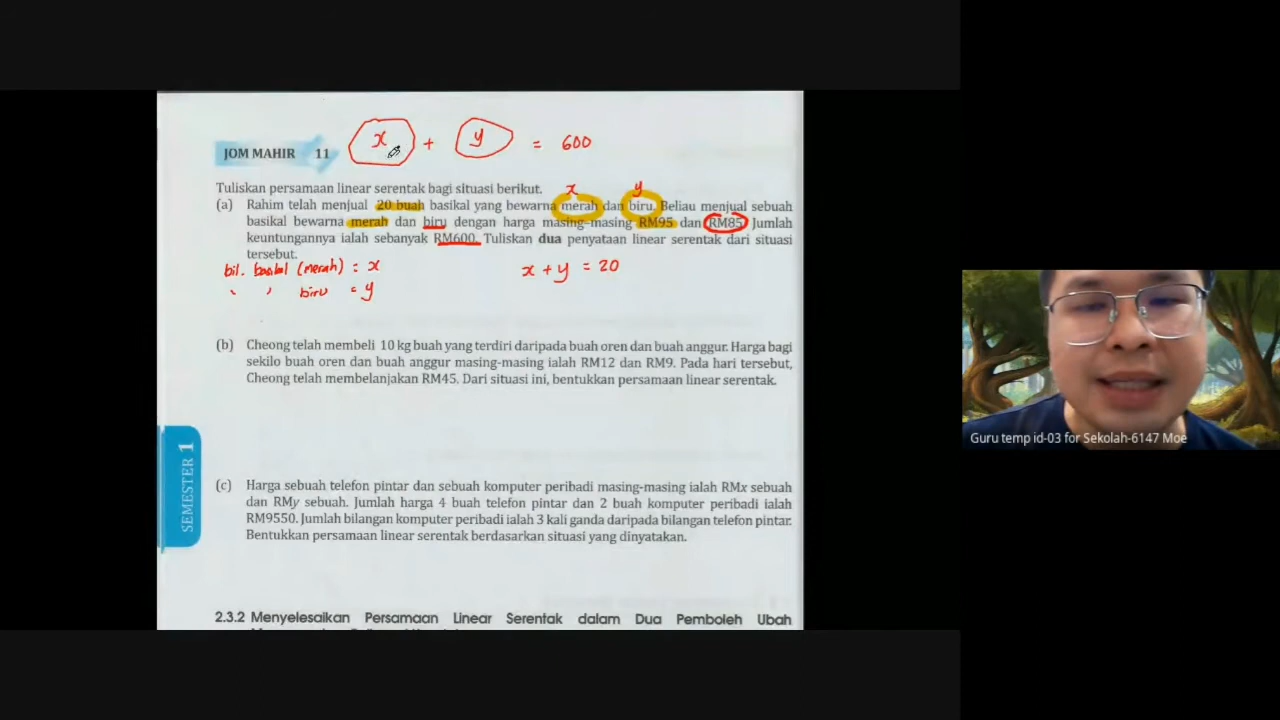 x + y = 600
JOM MAHIR 11
Tuliskan persamaan linear serentak bagi situasi berikut.
x y
(a) Rahim telah menjual 20 buah basikal yang bewarna merah dan biru. Beliau menjual sebuah
basikal bewarna merah dan biru dengan harga masing-masing RM95 dan RM85. Jumlah
keuntungannya ialah sebanyak RM600. Tuliskan dua penyataan linear serentak dari situasi
tersebut.
bil. basikal (merah) = x
x + y = 20
" " biru = y
(b) Cheong telah membeli 10 kg buah yang terdiri daripada buah oren dan buah anggur. Harga bagi
sekilo buah oren dan buah anggur masing-masing ialah RM12 dan RM9. Pada hari tersebut,
Cheong telah membelanjakan RM45. Dari situasi ini, bentukkan persamaan linear serentak.
(c) Harga sebuah telefon pintar dan sebuah komputer peribadi masing-masing ialah RMx sebuah
dan RMy sebuah. Jumlah harga 4 buah telefon pintar dan 2 buah komputer peribadi ialah
RM9550. Jumlah bilangan komputer peribadi ialah 3 kali ganda daripada bilangan telefon pintar.
Bentukkan persamaan linear serentak berdasarkan situasi yang dinyatakan.
SEMESTER 1
2.3.2 Menyelesaikan Persamaan Linear Serentak dalam Dua Pemboleh Ubah
Guru temp id-03 for Sekolah-6147 Moe